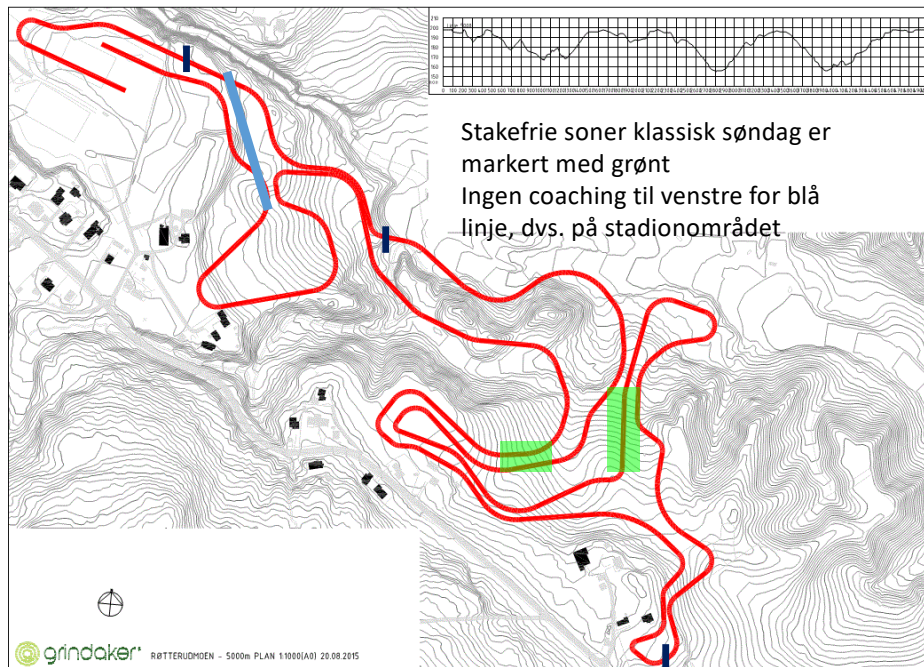 Stakefrie soner klassisk søndag er
markert med grønt
Ingen coaching til venstre for blå
linje, dvs. på stadionområdet
grindaker
RØTTERUDMOEN - 5000m PLAN 1:1000(A0) 20.08.2015